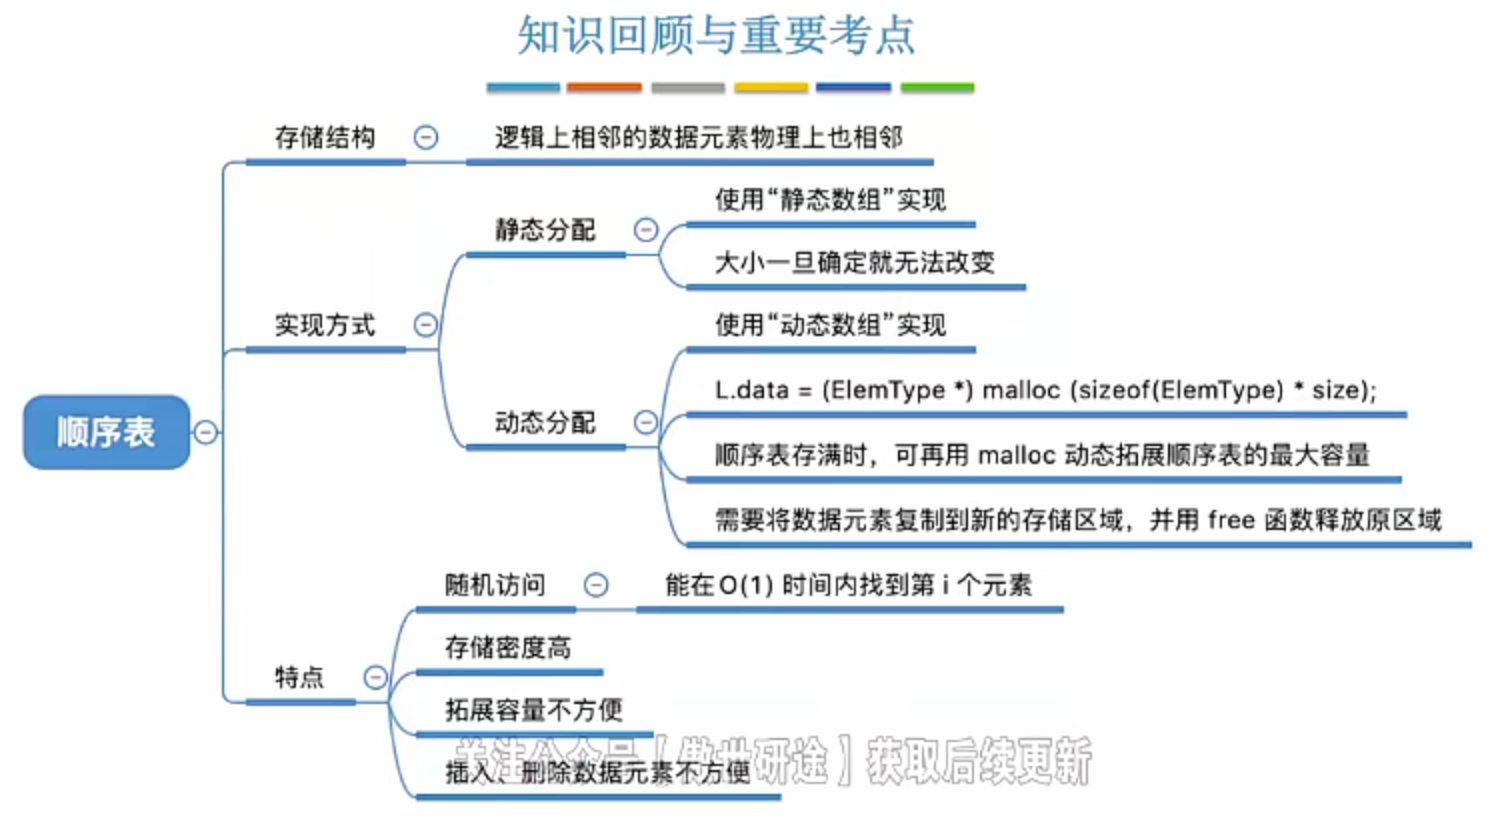 知识回顾与重要考点
存储结构
逻辑上相邻的数据元素物理上也相邻
使用“静态数组”实现
静态分配
大小一旦确定就无法改变
实现方式
使用“动态数组”实现
L.data = (ElemType *) malloc (sizeof(ElemType) * size);
动态分配
顺序表
顺序表存满时，可再用 malloc 动态拓展顺序表的最大容量
需要将数据元素复制到新的存储区域，并用 free 函数释放原区域
随机访问
能在O(1) 时间内找到第 i 个元素
存储密度高
特点
拓展容量不方便
关注公众号【傲世研途】获取后续更新
插入、删除数据元素不方便